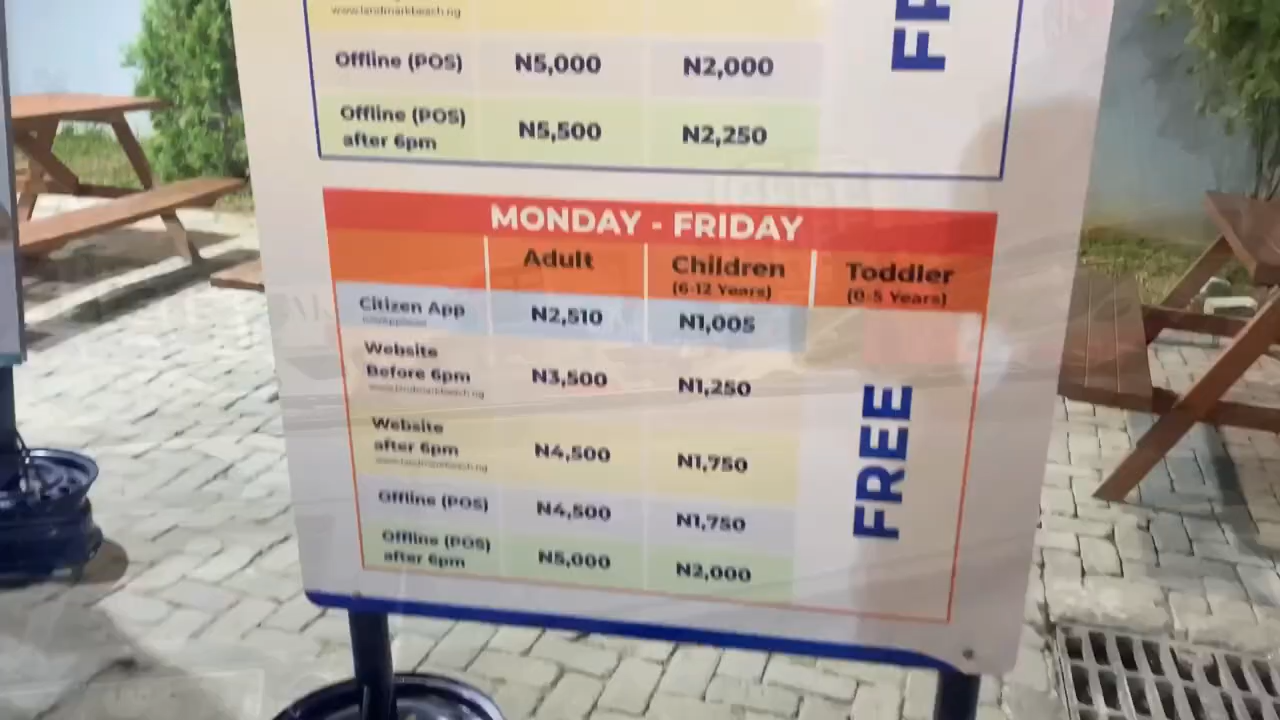 www.landmarkbeach.ng
Offline (POS) N5,000 N2,000
Offline (POS)
after 6pm N5,500 N2,250
FR
MONDAY - FRIDAY
Adult Children Toddler
(6-12 Years) (0-5 Years)
Citizen App N2,510 N1,005
Website
Before 6pm N3,500 N1,250
www.landmarkbeach.ng
Website
after 6pm N4,500 N1,750
www.landmarkbeach.ng
Offline (POS) N4,500 N1,750
Offline (POS)
after 6pm N5,000 N2,000
FREE